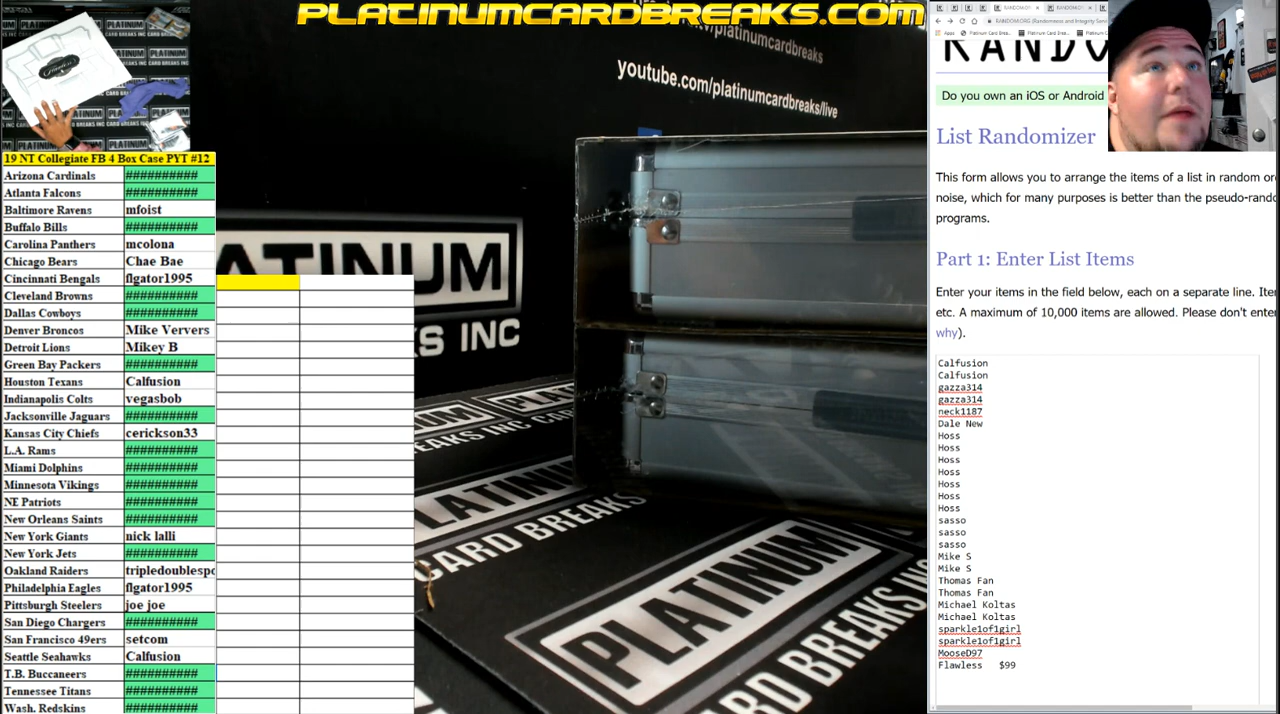 PLATINUMCARDBREAKS.COM
/platinumcardbreaks
youtube.com/platinumcardbreaks/live
19 NT Collegiate FB 4 Box Case PYT #12
Arizona Cardinals ##########
Atlanta Falcons ##########
Baltimore Ravens mfoist
Buffalo Bills ##########
Carolina Panthers mcolona
Chicago Bears Chae Bae
Cincinnati Bengals flgator1995
Cleveland Browns ##########
Dallas Cowboys ##########
Denver Broncos Mike Ververs
Detroit Lions Mikey B
Green Bay Packers ##########
Houston Texans Calfusion
Indianapolis Colts vegasbob
Jacksonville Jaguars ##########
Kansas City Chiefs cerickson33
L.A. Rams ##########
Miami Dolphins ##########
Minnesota Vikings ##########
NE Patriots ##########
New Orleans Saints ##########
New York Giants nick lalli
New York Jets ##########
Oakland Raiders tripledoublespo
Philadelphia Eagles flgator1995
Pittsburgh Steelers joe joe
San Diego Chargers ##########
San Francisco 49ers setcom
Seattle Seahawks Calfusion
T.B. Buccaneers ##########
Tennessee Titans ##########
Wash. Redskins ##########
PLATINUM
KS INC
PLATINUM
CARD BREAKS INC
RANDO
Do you own an iOS or Android
List Randomizer
This form allows you to arrange the items of a list in random or
noise, which for many purposes is better than the pseudo-rando
programs.
Part 1: Enter List Items
Enter your items in the field below, each on a separate line. Ite
etc. A maximum of 10,000 items are allowed. Please don't ente
why).
Calfusion
Calfusion
gazza314
gazza314
neck1187
Dale New
Hoss
Hoss
Hoss
Hoss
Hoss
Hoss
Hoss
sasso
sasso
sasso
Mike S
Mike S
Thomas Fan
Thomas Fan
Michael Koltas
Michael Koltas
sparkle1of1girl
sparkle1of1girl
MooseD97
Flawless $99